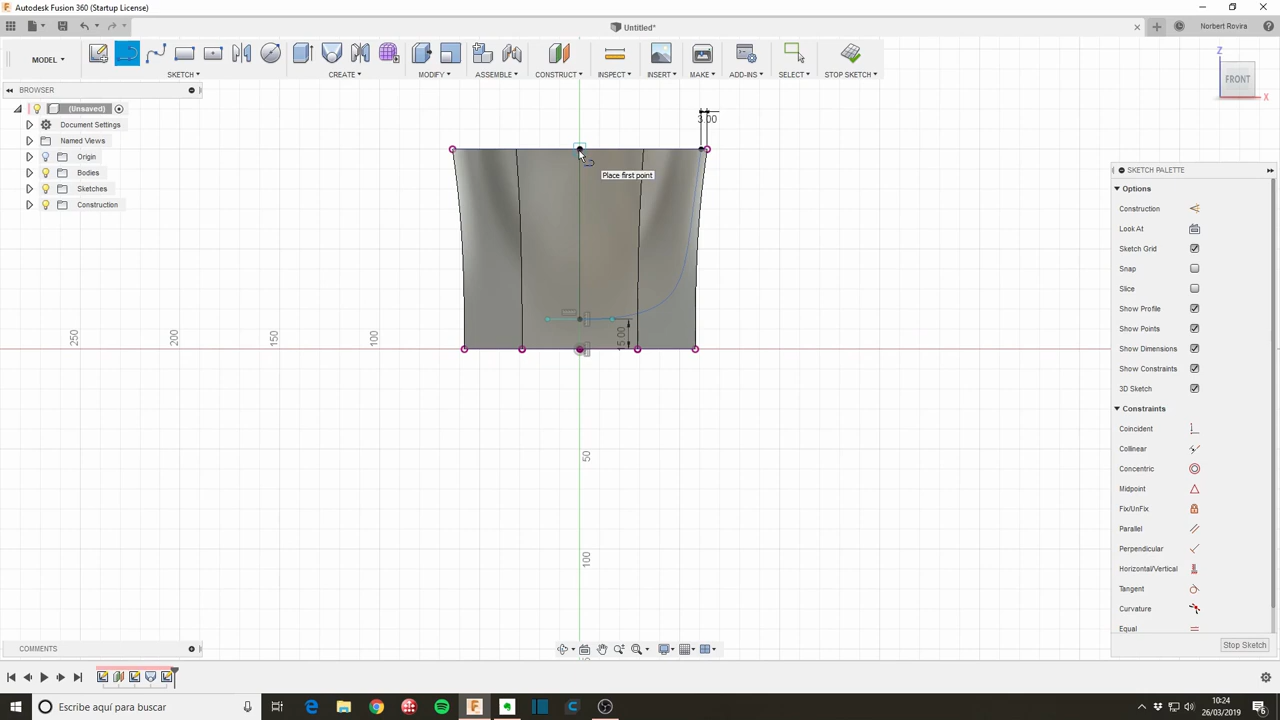 Autodesk Fusion 360 (Startup License)
Untitled*
Norbert Rovira
MODEL
SKETCH
CREATE
MODIFY
ASSEMBLE
CONSTRUCT
INSPECT
INSERT
MAKE
ADD-INS
SELECT
STOP SKETCH
BROWSER
(Unsaved)
Document Settings
Named Views
Origin
Bodies
Sketches
Construction
Z
FRONT
X
3.00
Place first point
15.00
250
200
150
100
50
100
SKETCH PALETTE
Options
Construction
Look At
Sketch Grid
Snap
Slice
Show Profile
Show Points
Show Dimensions
Show Constraints
3D Sketch
Constraints
Coincident
Collinear
Concentric
Midpoint
Fix/UnFix
Parallel
Perpendicular
Horizontal/Vertical
Tangent
Curvature
Equal
Stop Sketch
COMMENTS
Escribe aquí para buscar
10:24
26/03/2019